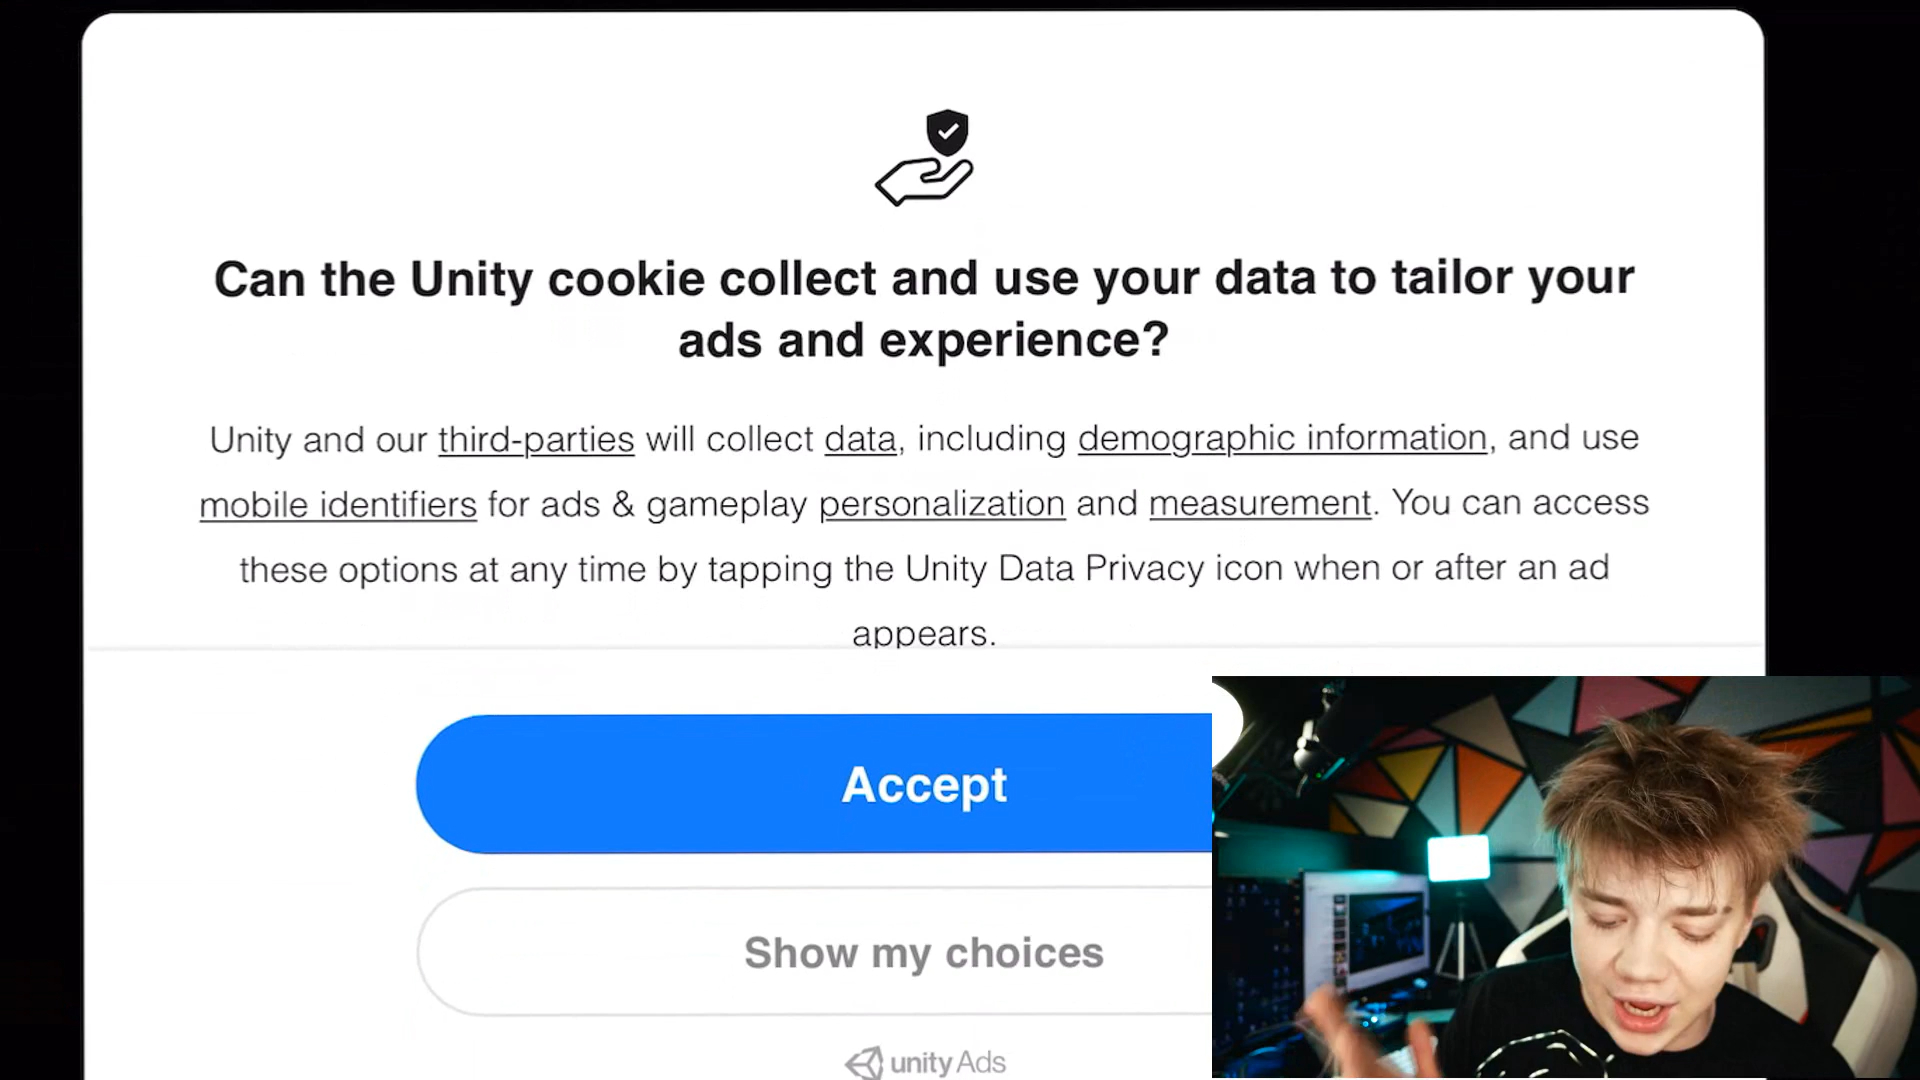 Can the Unity cookie collect and use your data to tailor your
ads and experience?
Unity and our third-parties will collect data, including demographic information, and use
mobile identifiers for ads & gameplay personalization and measurement. You can access
these options at any time by tapping the Unity Data Privacy icon when or after an ad
appears.
Accept
Show my choices
unity Ads